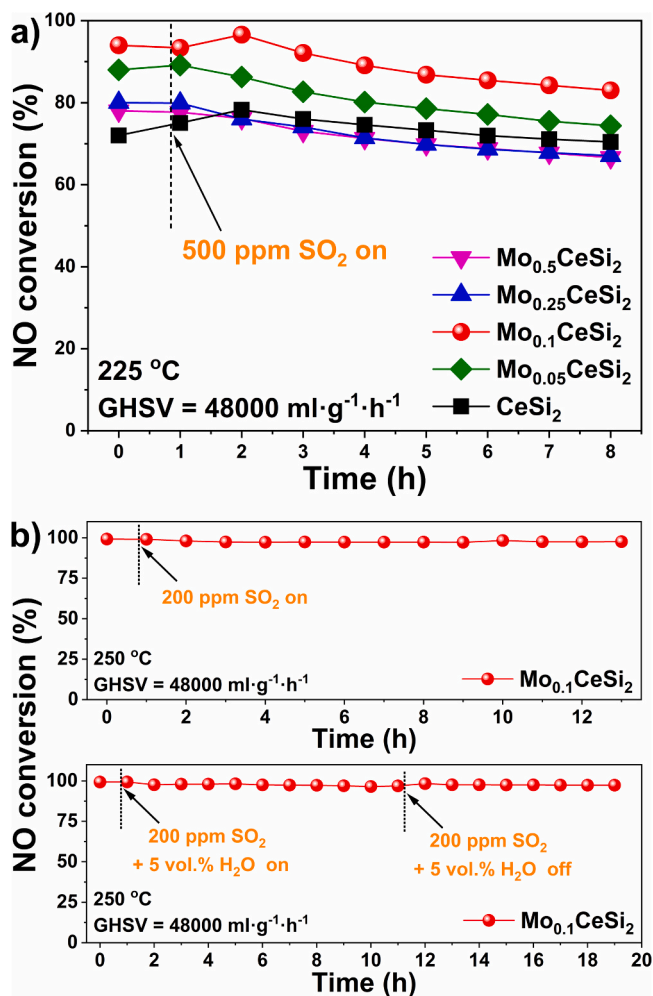 a)
NO conversion (%)
100
80
60
40
20
0
500 ppm SO₂ on
Mo₀.₅CeSi₂
Mo₀.₂₅CeSi₂
Mo₀.₁CeSi₂
Mo₀.₀₅CeSi₂
CeSi₂
225 °C
GHSV = 48000 ml·g⁻¹·h⁻¹
0 1 2 3 4 5 6 7 8
Time (h)
b)
NO conversion (%)
100
75
50
25
0
200 ppm SO₂ on
250 °C
GHSV = 48000 ml·g⁻¹·h⁻¹
Mo₀.₁CeSi₂
0 2 4 6 8 10 12
Time (h)
100
75
50
25
0
200 ppm SO₂
+ 5 vol.% H₂O on
200 ppm SO₂
+ 5 vol.% H₂O off
250 °C
GHSV = 48000 ml·g⁻¹·h⁻¹
Mo₀.₁CeSi₂
0 2 4 6 8 10 12 14 16 18 20
Time (h)